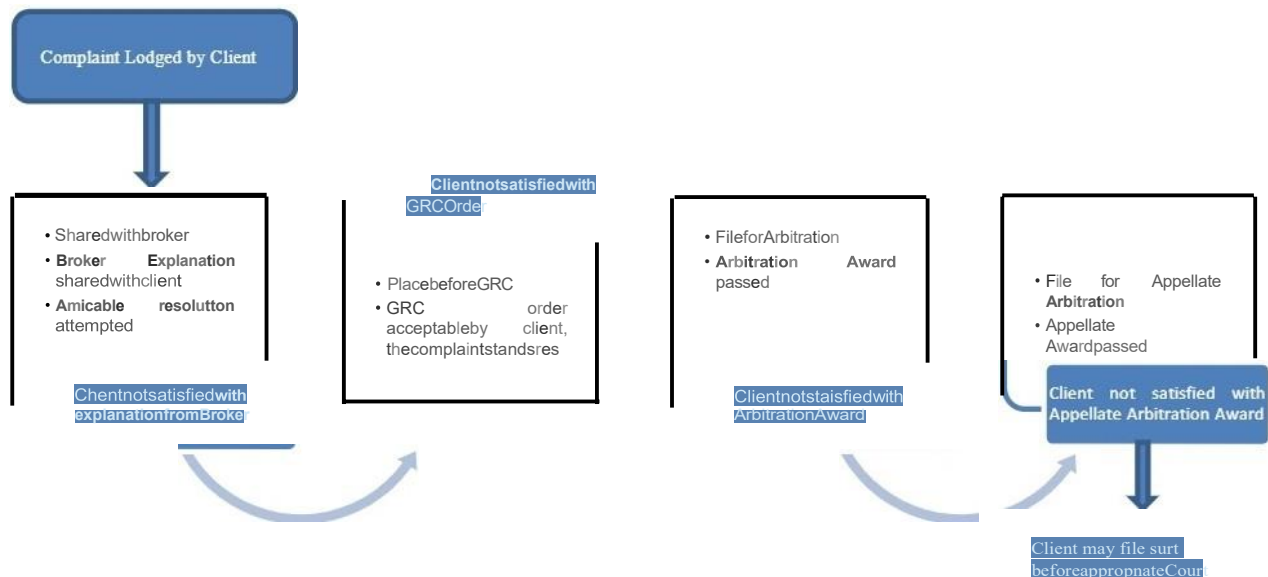 Complaint Lodged by Client
• Sharedwithbroker
• Broker Explanation
sharedwithclient
• Amicable resolutton
attempted
Chentnotsatisfiedwith
explanationfromBroker
Clientnotsatisfiedwith
GRCOrder
• PlacebeforeGRC
• GRC order
acceptableby client,
thecomplaintstandsres
• FileforArbitration
• Arbitration Award
passed
Clientnotstaisfiedwith
ArbitrationAward
• File for Appellate
Arbitration
• Appellate
Awardpassed
Client not satisfied with
Appellate Arbitration Award
Client may file surt
beforeappropnateCourt